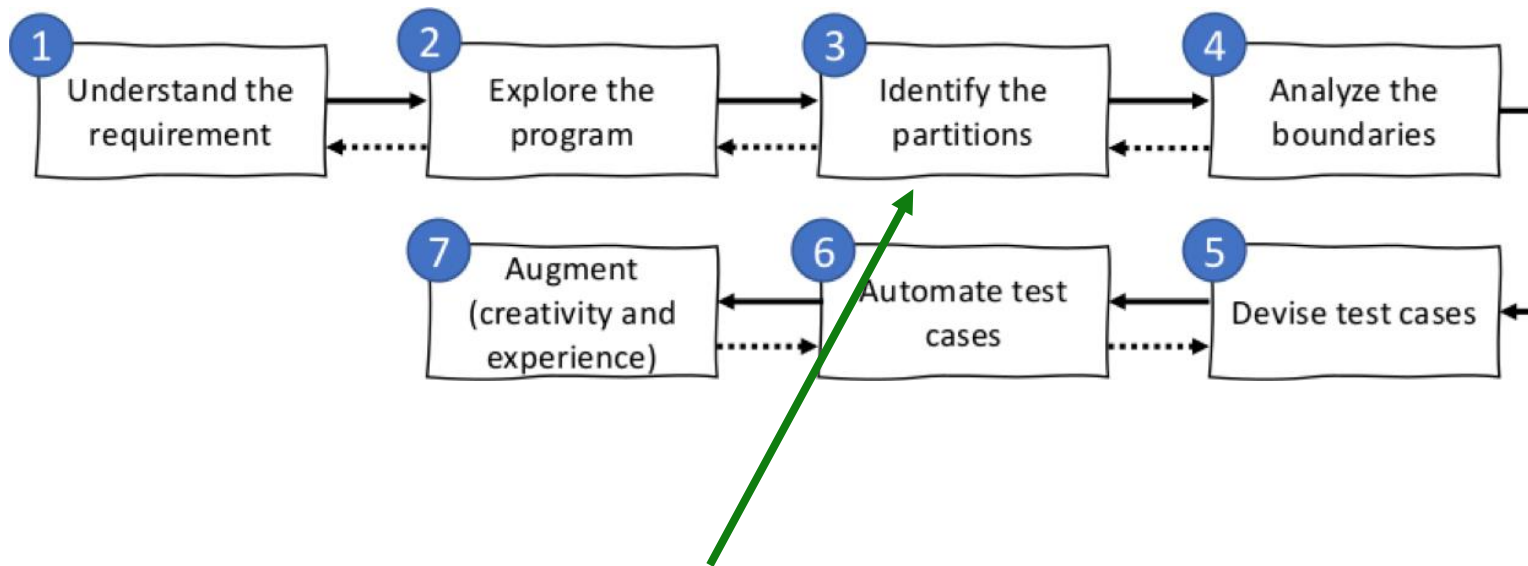 1
Understand the
requirement
2
Explore the
program
3
Identify the
partitions
4
Analyze the
boundaries
7
Augment
(creativity and
experience)
6
Automate test
cases
5
Devise test cases